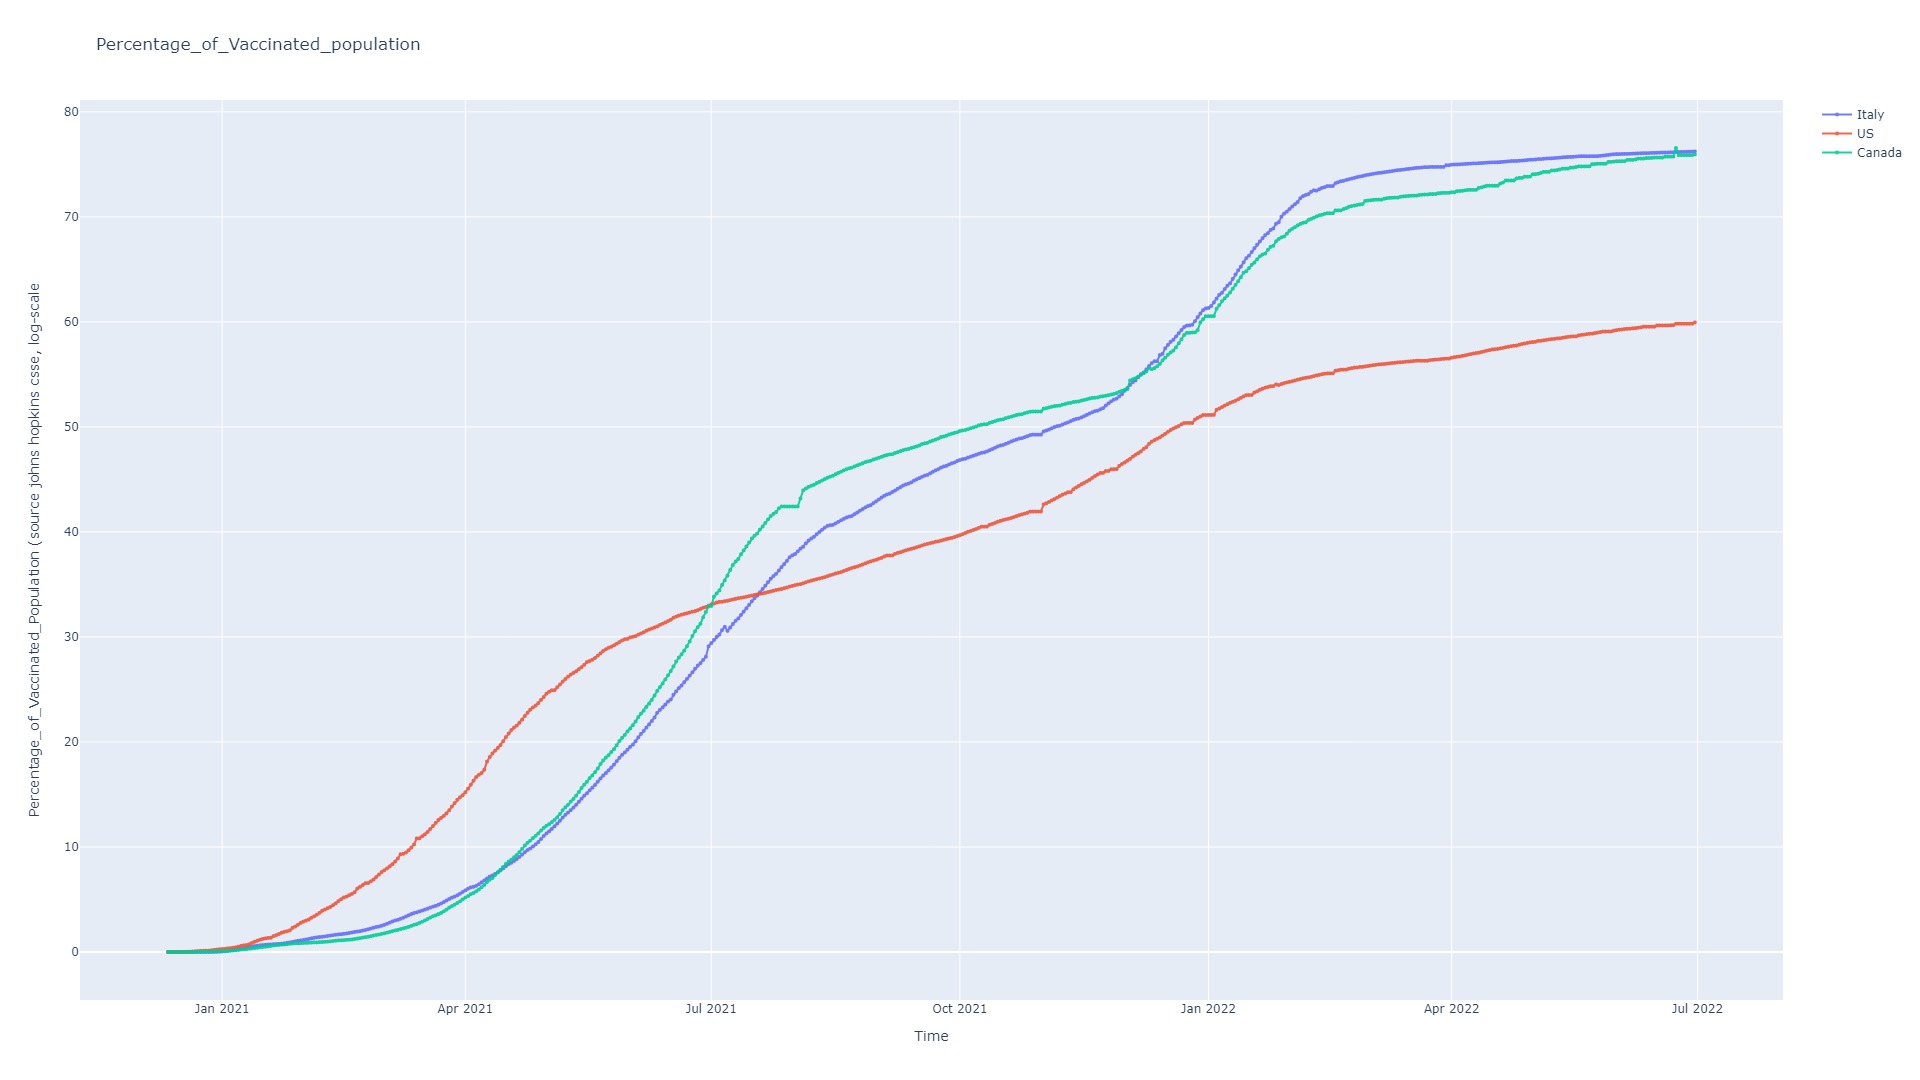 Percentage_of_Vaccinated_population
80
70
60
50
40
30
20
10
0
Percentage_of_Vaccinated_Population ( source johns hopkins csse, log-scale
Jan 2021
Apr 2021
Jul 2021
Oct 2021
Jan 2022
Apr 2022
Jul 2022
Time
Italy
US
Canada